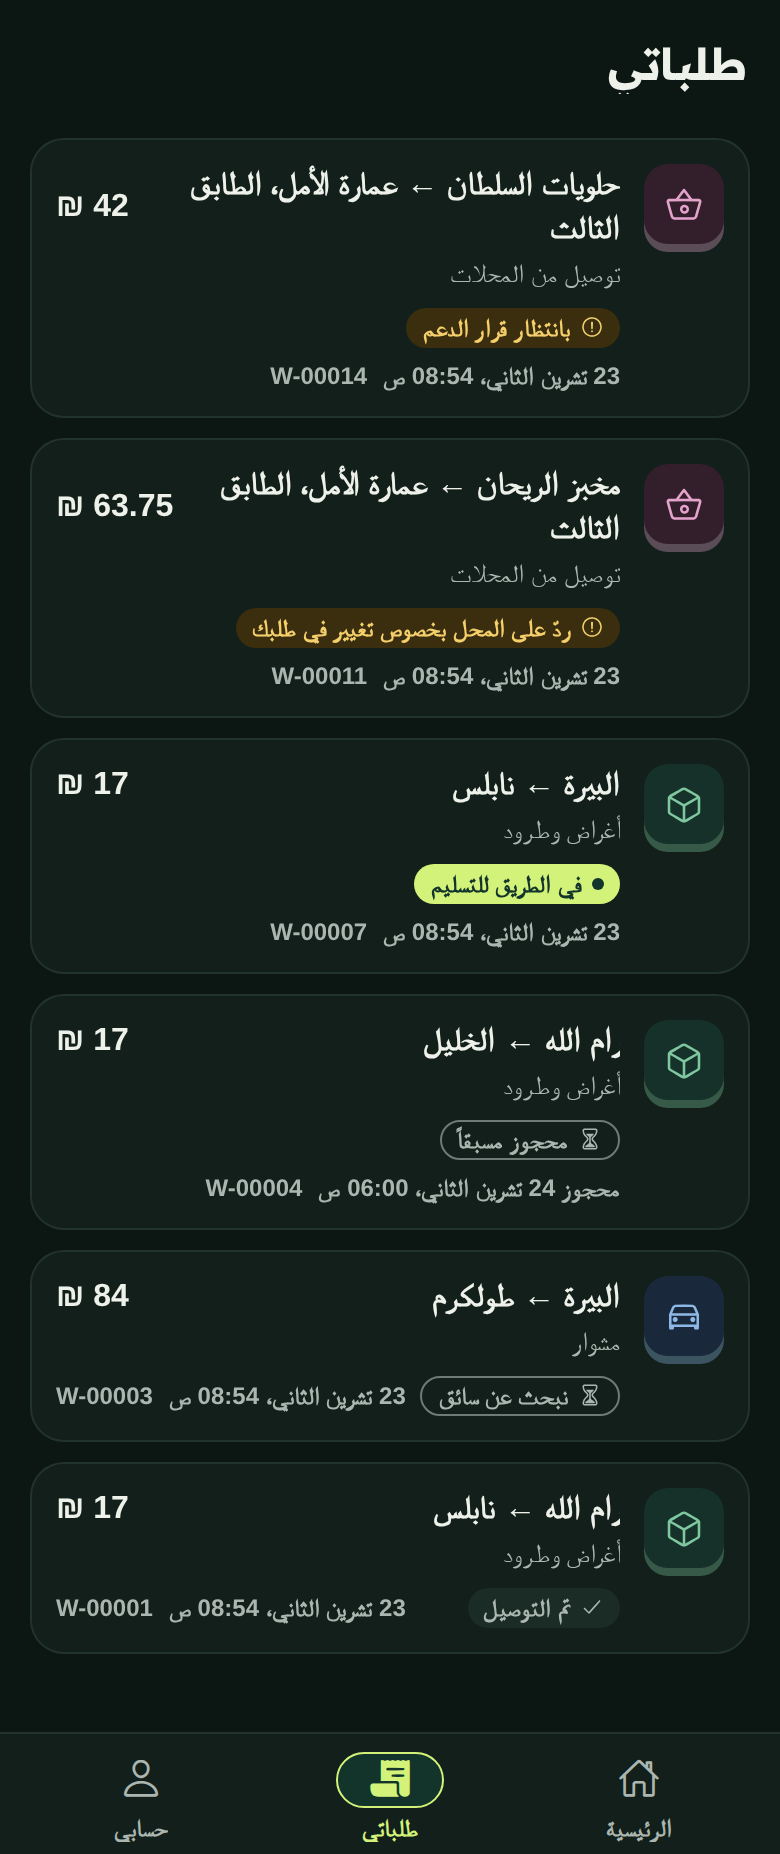 طلباتي
حلويات السلطان ← عمارة الأمل، الطابق
الثالث
42 ₪
توصيل من المحلات
بانتظار قرار الدعم
23 تشرين الثاني، 08:54 ص W-00014
مخبز الريحان ← عمارة الأمل، الطابق
الثالث
63.75 ₪
توصيل من المحلات
ردّ على المحل بخصوص تغيير في طلبك
23 تشرين الثاني، 08:54 ص W-00011
البيرة ← نابلس
17 ₪
أغراض وطرود
في الطريق للتسليم
23 تشرين الثاني، 08:54 ص W-00007
رام الله ← الخليل
17 ₪
أغراض وطرود
محجوز مسبقاً
محجوز 24 تشرين الثاني، 06:00 ص W-00004
البيرة ← طولكرم
84 ₪
مشوار
نبحث عن سائق
23 تشرين الثاني، 08:54 ص W-00003
رام الله ← نابلس
17 ₪
أغراض وطرود
تمّ التوصيل
23 تشرين الثاني، 08:54 ص W-00001
الرئيسية
طلباتي
حسابي